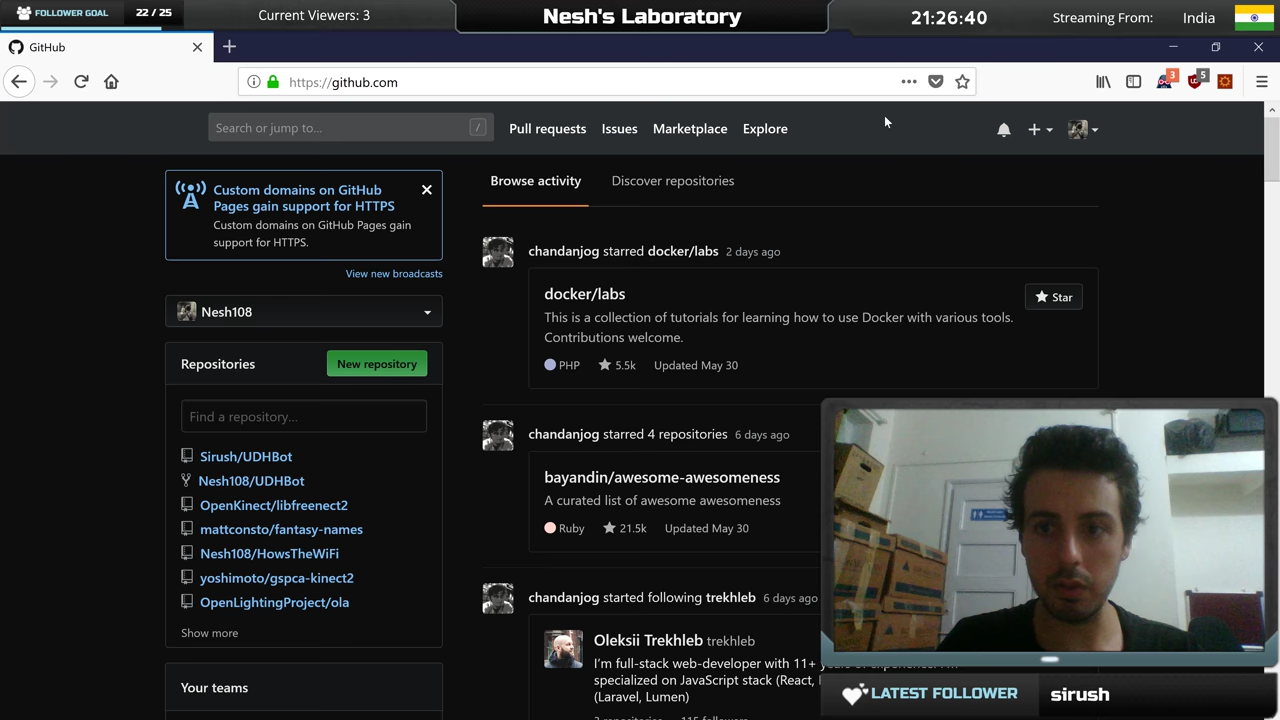 FOLLOWER GOAL
22 / 25
Current Viewers: 3
Nesh's Laboratory
21:26:40
Streaming From:
India
GitHub
https://github.com
3
5
Search or jump to...
/
Pull requests
Issues
Marketplace
Explore
Custom domains on GitHub
Pages gain support for HTTPS
Custom domains on GitHub Pages gain
support for HTTPS.
View new broadcasts
Nesh108
Repositories
New repository
Find a repository...
Sirush/UDHBot
Nesh108/UDHBot
OpenKinect/libfreenect2
mattconsto/fantasy-names
Nesh108/HowsTheWiFi
yoshimoto/gspca-kinect2
OpenLightingProject/ola
Show more
Your teams
Browse activity
Discover repositories
chandanjog starred docker/labs 2 days ago
docker/labs
Star
This is a collection of tutorials for learning how to use Docker with various tools.
Contributions welcome.
PHP
5.5k
Updated May 30
chandanjog starred 4 repositories 6 days ago
bayandin/awesome-awesomeness
A curated list of awesome awesomeness
Ruby
21.5k
Updated May 30
chandanjog started following trekhleb 6 days ago
Oleksii Trekhleb trekhleb
I'm full-stack web-developer with 11+
specialized on JavaScript stack (React,
(Laravel, Lumen)
LATEST FOLLOWER
sirush